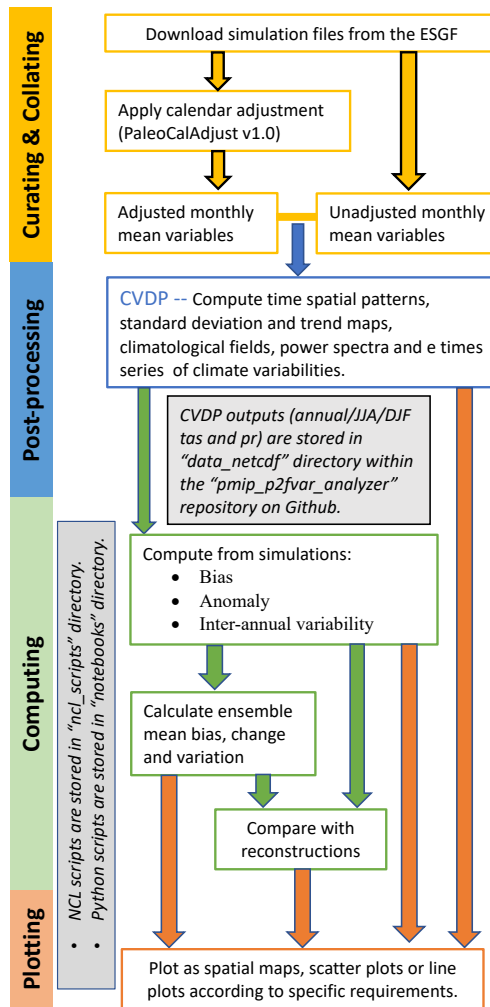 Curating & Collating
Download simulation files from the ESGF
Apply calendar adjustment
(PaleoCalAdjust v1.0)
Adjusted monthly
mean variables
Unadjusted monthly
mean variables
Post-processing
CVDP -- Compute time spatial patterns,
standard deviation and trend maps,
climatological fields, power spectra and e times
series of climate variabilities.
CVDP outputs (annual/JJA/DJF
tas and pr) are stored in
“data_netcdf” directory within
the “pmip_p2fvar_analyzer”
repository on Github.
Computing
• NCL scripts are stored in “ncl_scripts” directory.
• Python scripts are stored in “notebooks” directory.
Compute from simulations:
• Bias
• Anomaly
• Inter-annual variability
Calculate ensemble
mean bias, change
and variation
Compare with
reconstructions
Plotting
Plot as spatial maps, scatter plots or line
plots according to specific requirements.